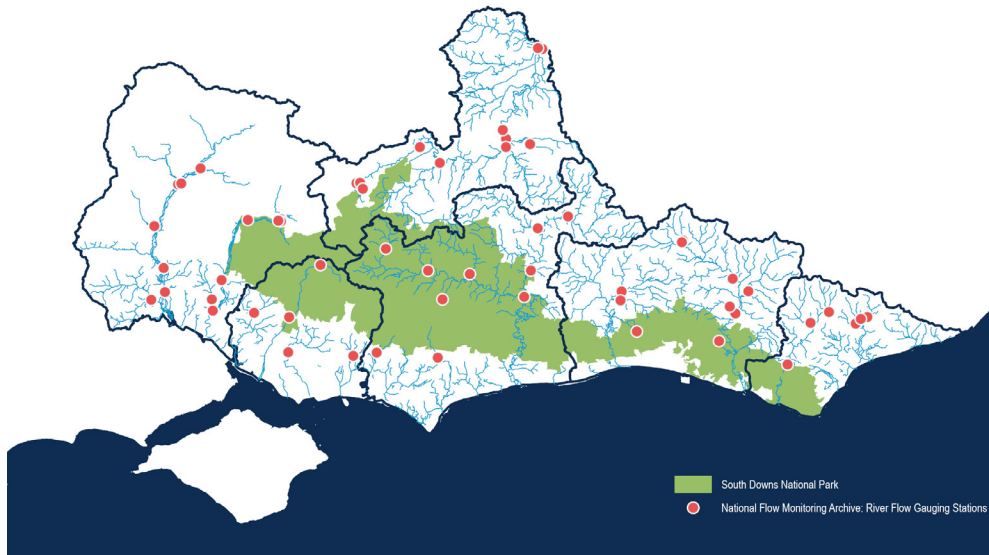 South Downs National Park
National Flow Monitoring Archive: River Flow Gauging Stations